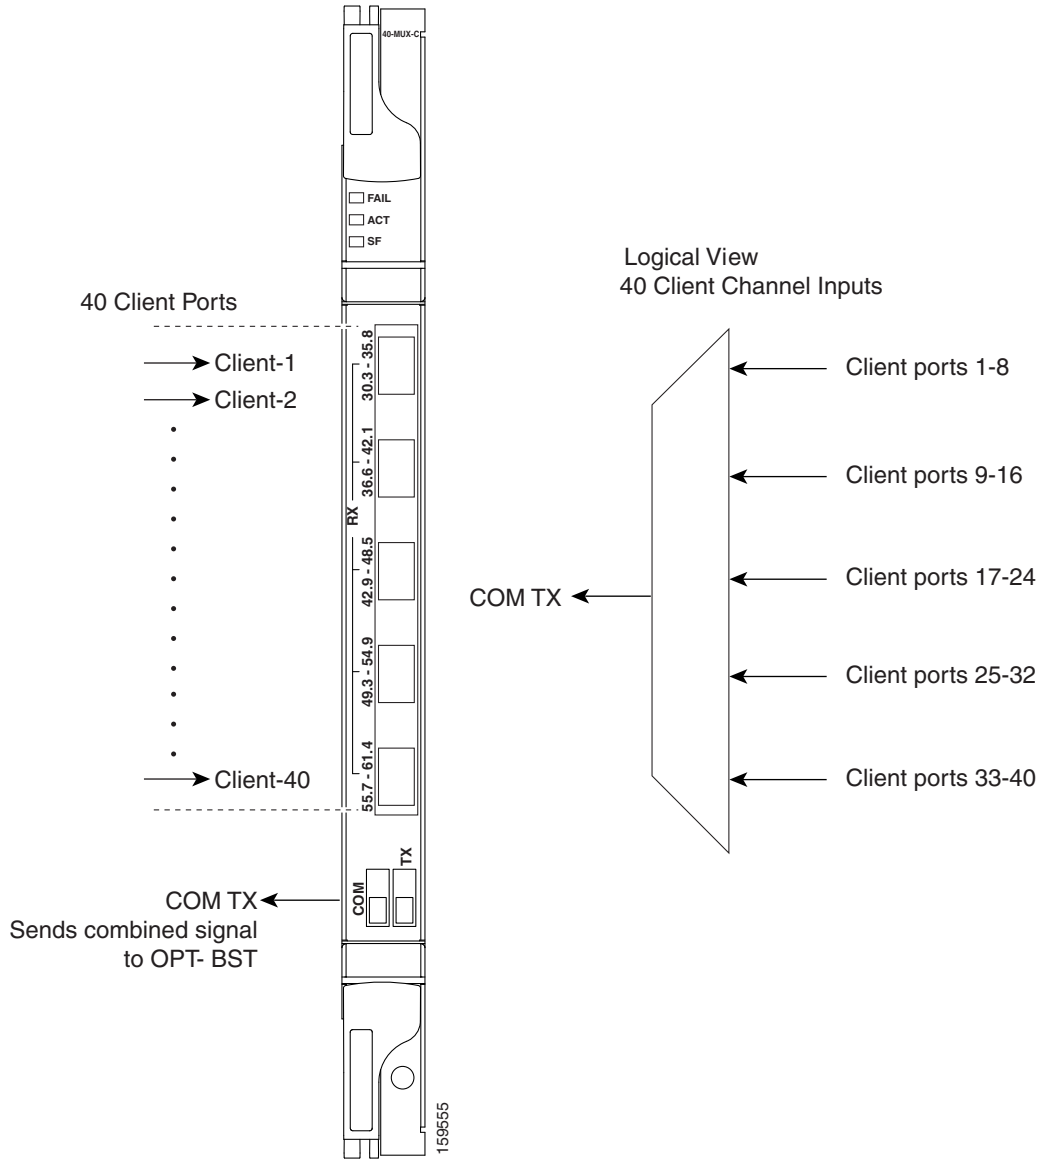 40-MUX-C
FAIL
ACT
SF
40 Client Ports
Client-1
Client-2
Client-40
30.3 - 35.8
36.6 - 42.1
RX
42.9 - 48.5
49.3 - 54.9
55.7 - 61.4
COM
TX
COM TX
Sends combined signal
to OPT- BST
Logical View
40 Client Channel Inputs
Client ports 1-8
Client ports 9-16
Client ports 17-24
COM TX
Client ports 25-32
Client ports 33-40
159555